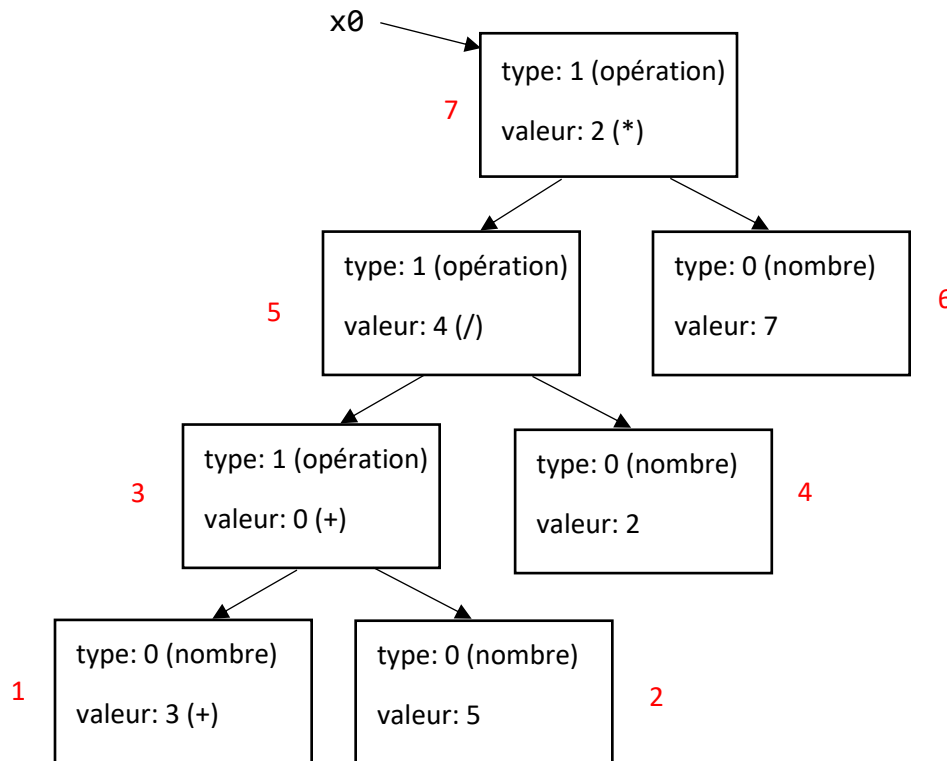 x0
type: 1 (opération)
valeur: 2 (*)
7
type: 1 (opération)
valeur: 4 (/)
5
type: 0 (nombre)
valeur: 7
6
type: 1 (opération)
valeur: 0 (+)
3
type: 0 (nombre)
valeur: 2
4
type: 0 (nombre)
valeur: 3 (+)
1
type: 0 (nombre)
valeur: 5
2